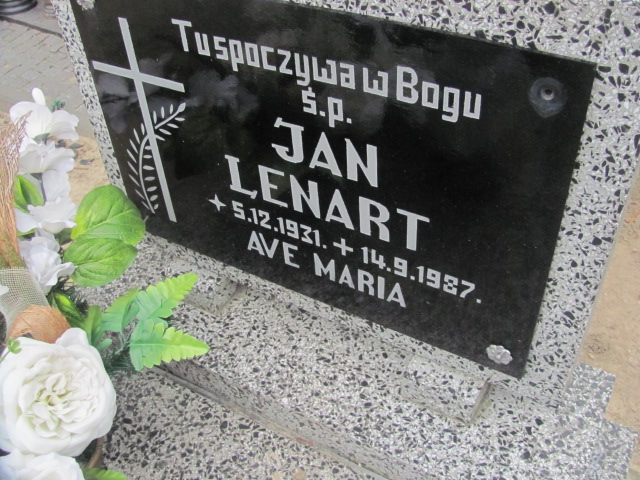 Tu spoczywa w Bogu
ś.p.
JAN
LENART
5.12.1931. + 14.9.1987.
AVE MARIA